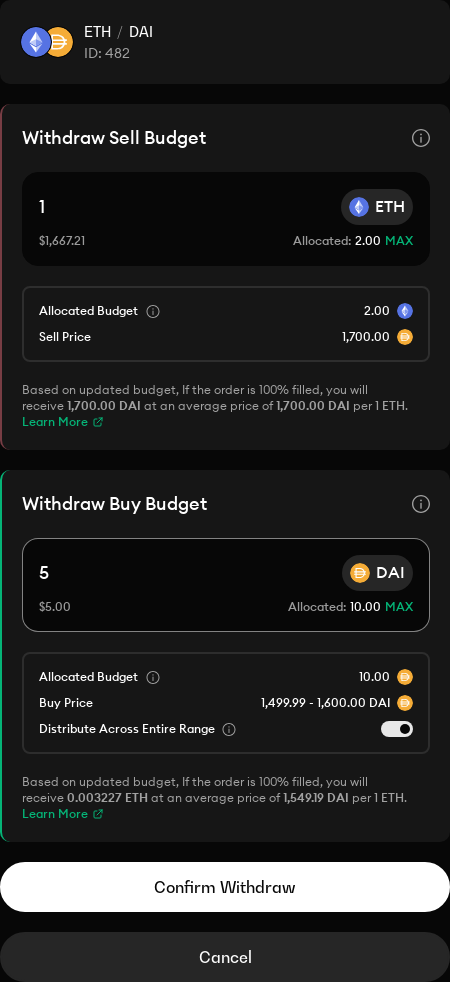 ETH / DAI
ID: 482
Withdraw Sell Budget
1
ETH
$1,667.21
Allocated: 2.00 MAX
Allocated Budget
2.00
Sell Price
1,700.00
Based on updated budget, If the order is 100% filled, you will
receive 1,700.00 DAI at an average price of 1,700.00 DAI per 1 ETH.
Learn More
Withdraw Buy Budget
5
DAI
$5.00
Allocated: 10.00 MAX
Allocated Budget
10.00
Buy Price
1,499.99 - 1,600.00 DAI
Distribute Across Entire Range
Based on updated budget, If the order is 100% filled, you will
receive 0.003227 ETH at an average price of 1,549.19 DAI per 1 ETH.
Learn More
Confirm Withdraw
Cancel